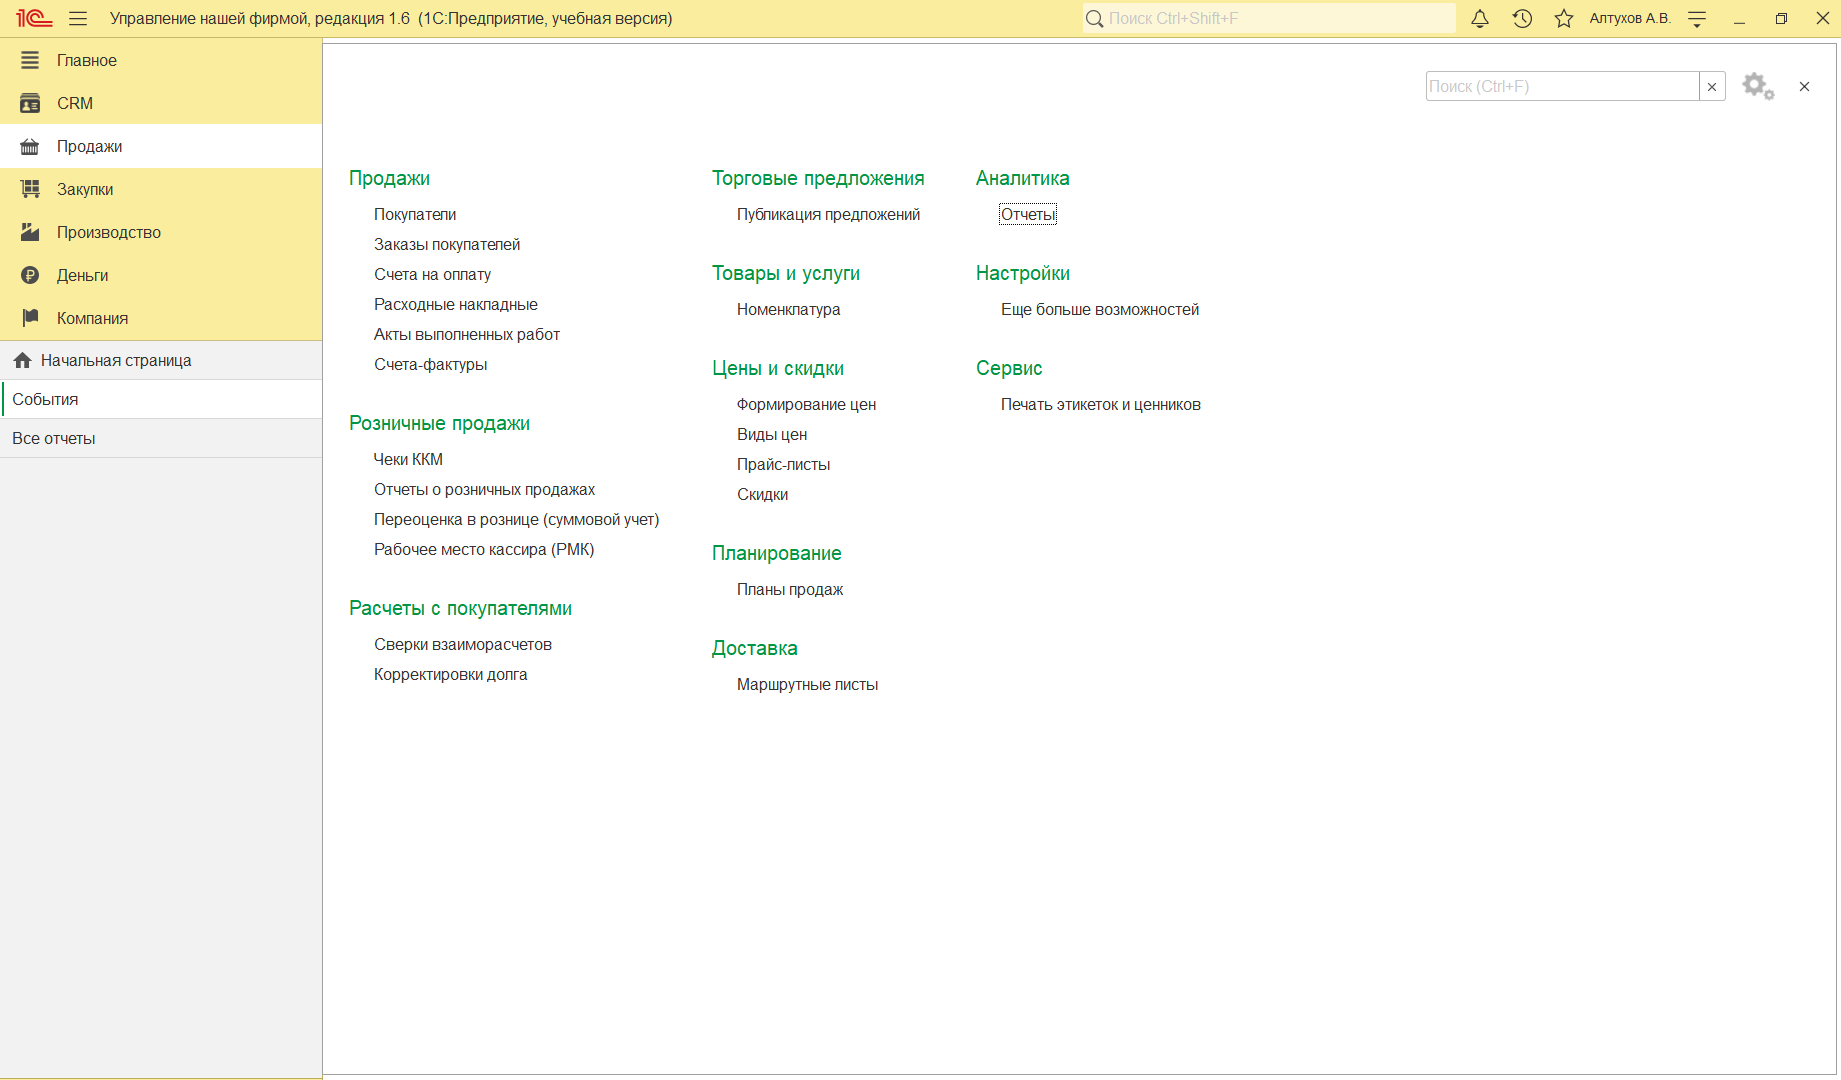 1С Управление нашей фирмой, редакция 1.6 (1С:Предприятие, учебная версия) Поиск Ctrl+Shift+F Алтухов А.В.
Главное
CRM
Продажи
Закупки
Производство
Деньги
Компания
Начальная страница
События
Все отчеты
Поиск (Ctrl+F)
Продажи
Покупатели
Заказы покупателей
Счета на оплату
Расходные накладные
Акты выполненных работ
Счета-фактуры
Розничные продажи
Чеки ККМ
Отчеты о розничных продажах
Переоценка в рознице (суммовой учет)
Рабочее место кассира (РМК)
Расчеты с покупателями
Сверки взаиморасчетов
Корректировки долга
Торговые предложения
Публикация предложений
Товары и услуги
Номенклатура
Цены и скидки
Формирование цен
Виды цен
Прайс-листы
Скидки
Планирование
Планы продаж
Доставка
Маршрутные листы
Аналитика
Отчеты
Настройки
Еще больше возможностей
Сервис
Печать этикеток и ценников